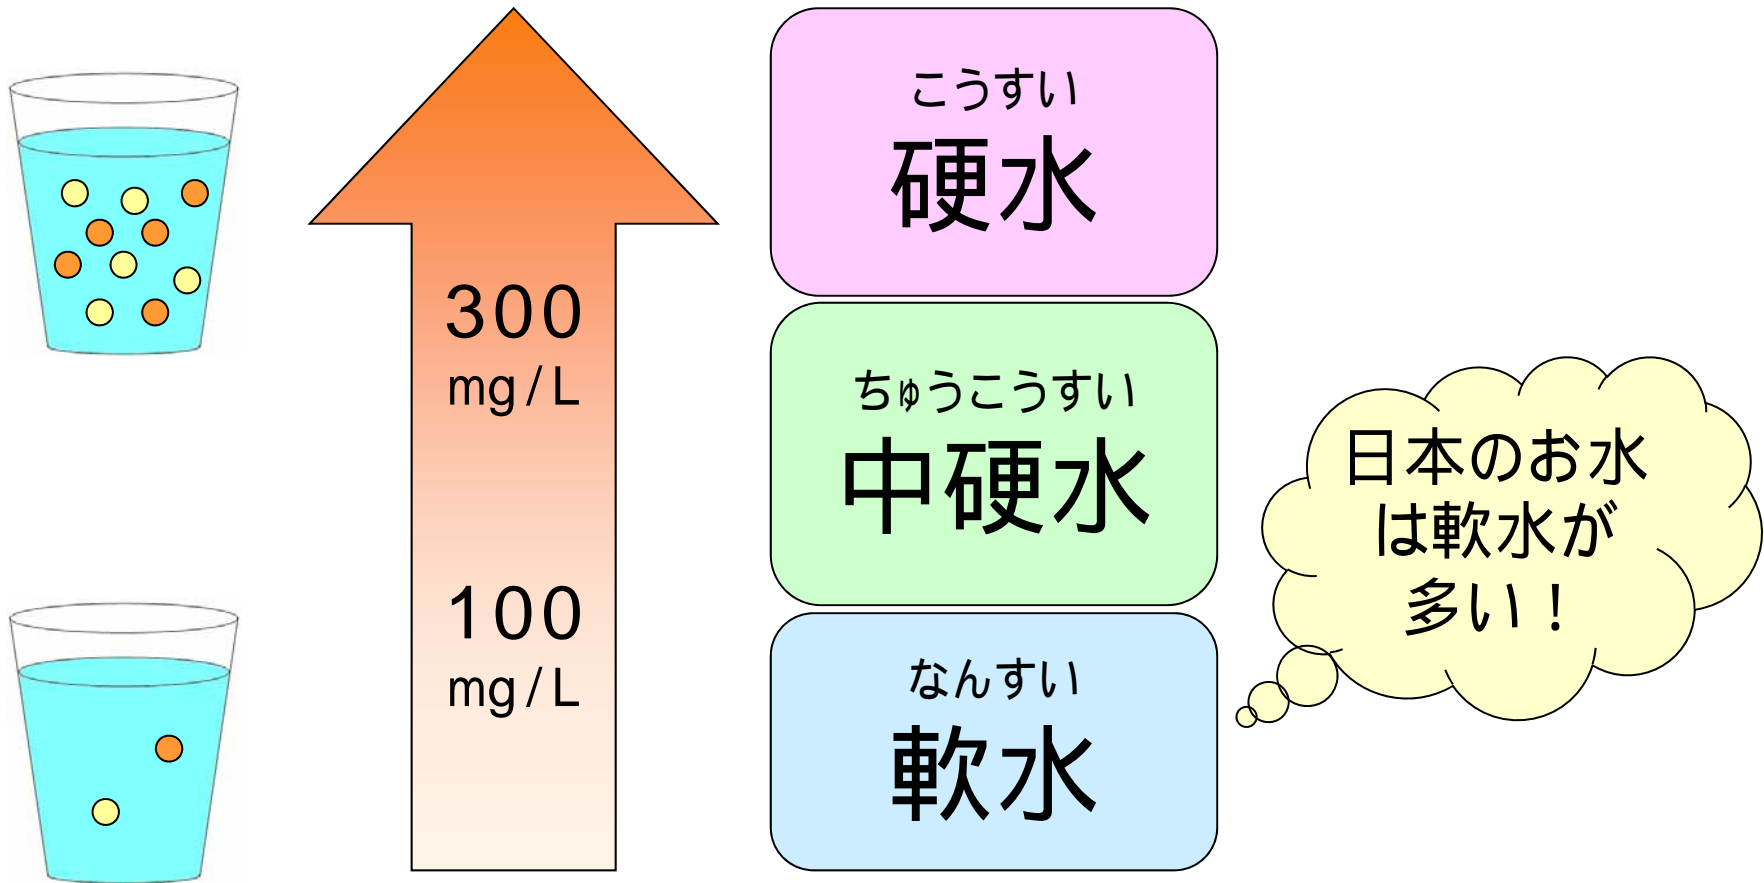 300
mg/L
100
mg/L
こうすい
硬水
ちゅうこうすい
中硬水
なんすい
軟水
日本のお水
は軟水が
多い！